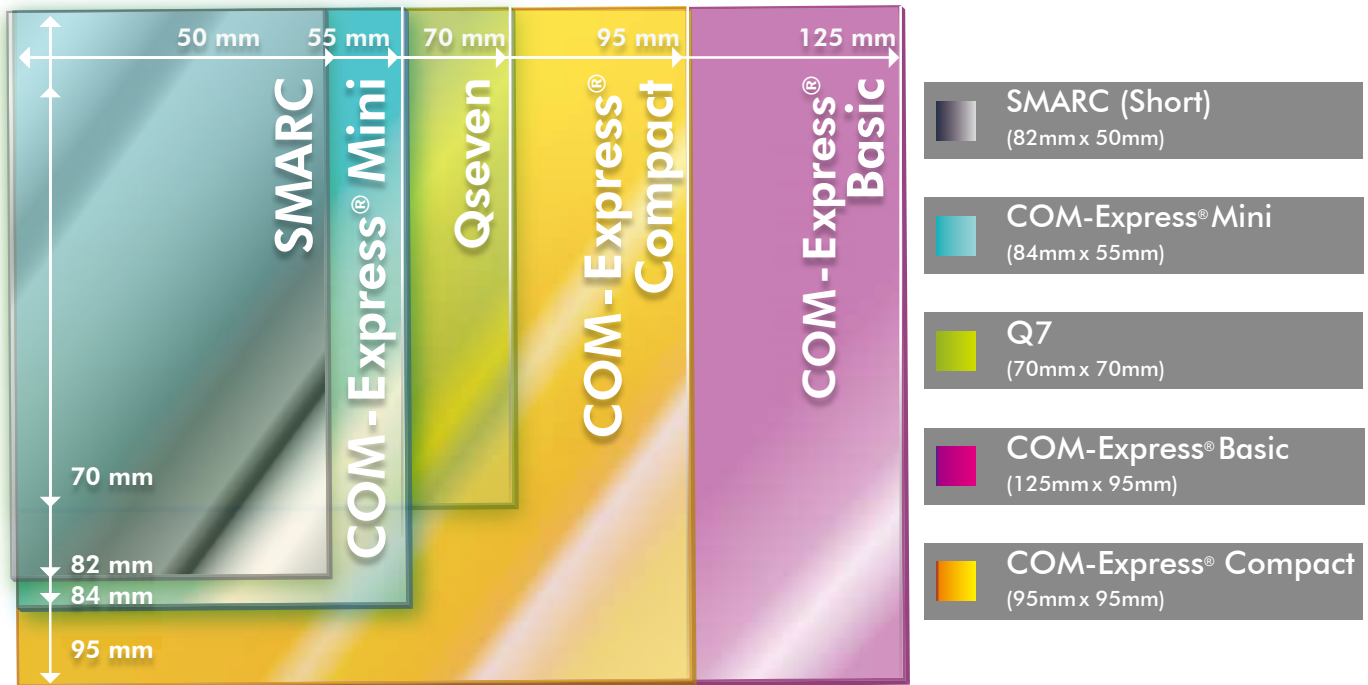 50 mm
55 mm
70 mm
95 mm
125 mm
SMARC
COM-Express® Mini
Qseven
COM-Express®
Compact
COM-Express®
Basic
70 mm
82 mm
84 mm
95 mm
SMARC (Short)
(82mm x 50mm)
COM-Express® Mini
(84mm x 55mm)
Q7
(70mm x 70mm)
COM-Express® Basic
(125mm x 95mm)
COM-Express® Compact
(95mm x 95mm)